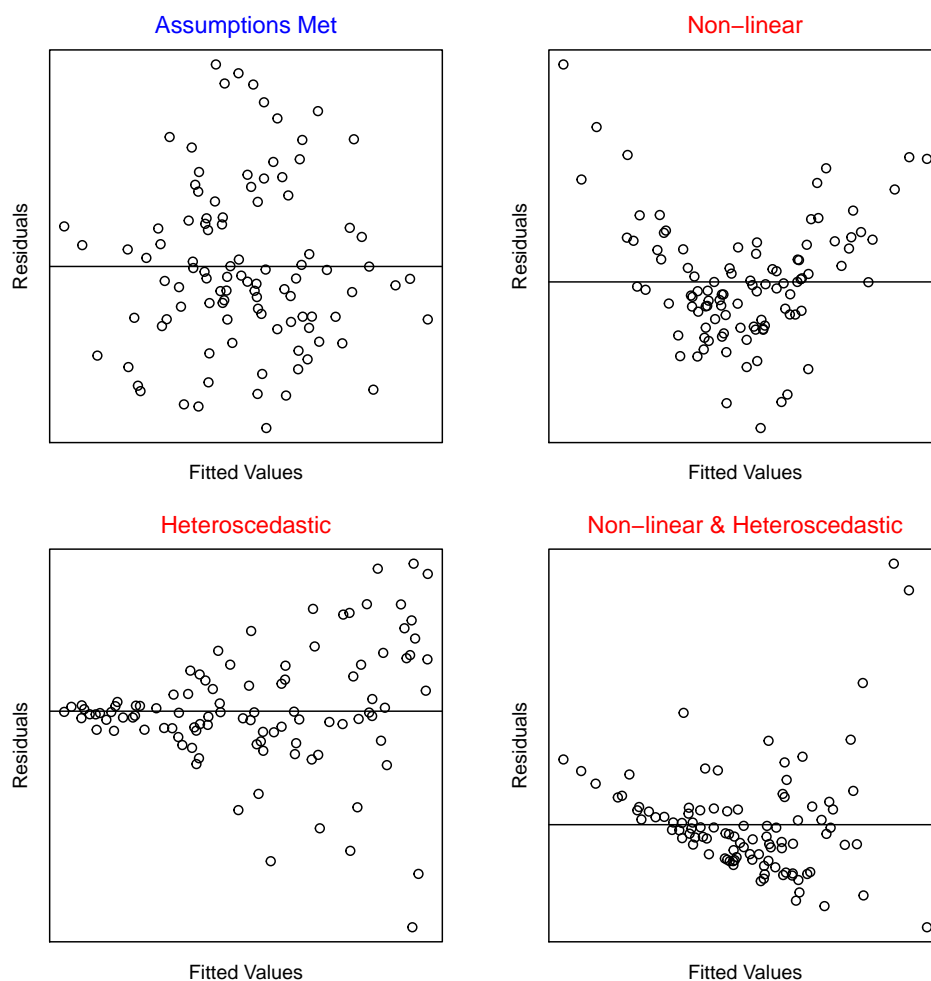 Assumptions Met
Residuals
Fitted Values
Non−linear
Residuals
Fitted Values
Heteroscedastic
Residuals
Fitted Values
Non−linear & Heteroscedastic
Residuals
Fitted Values